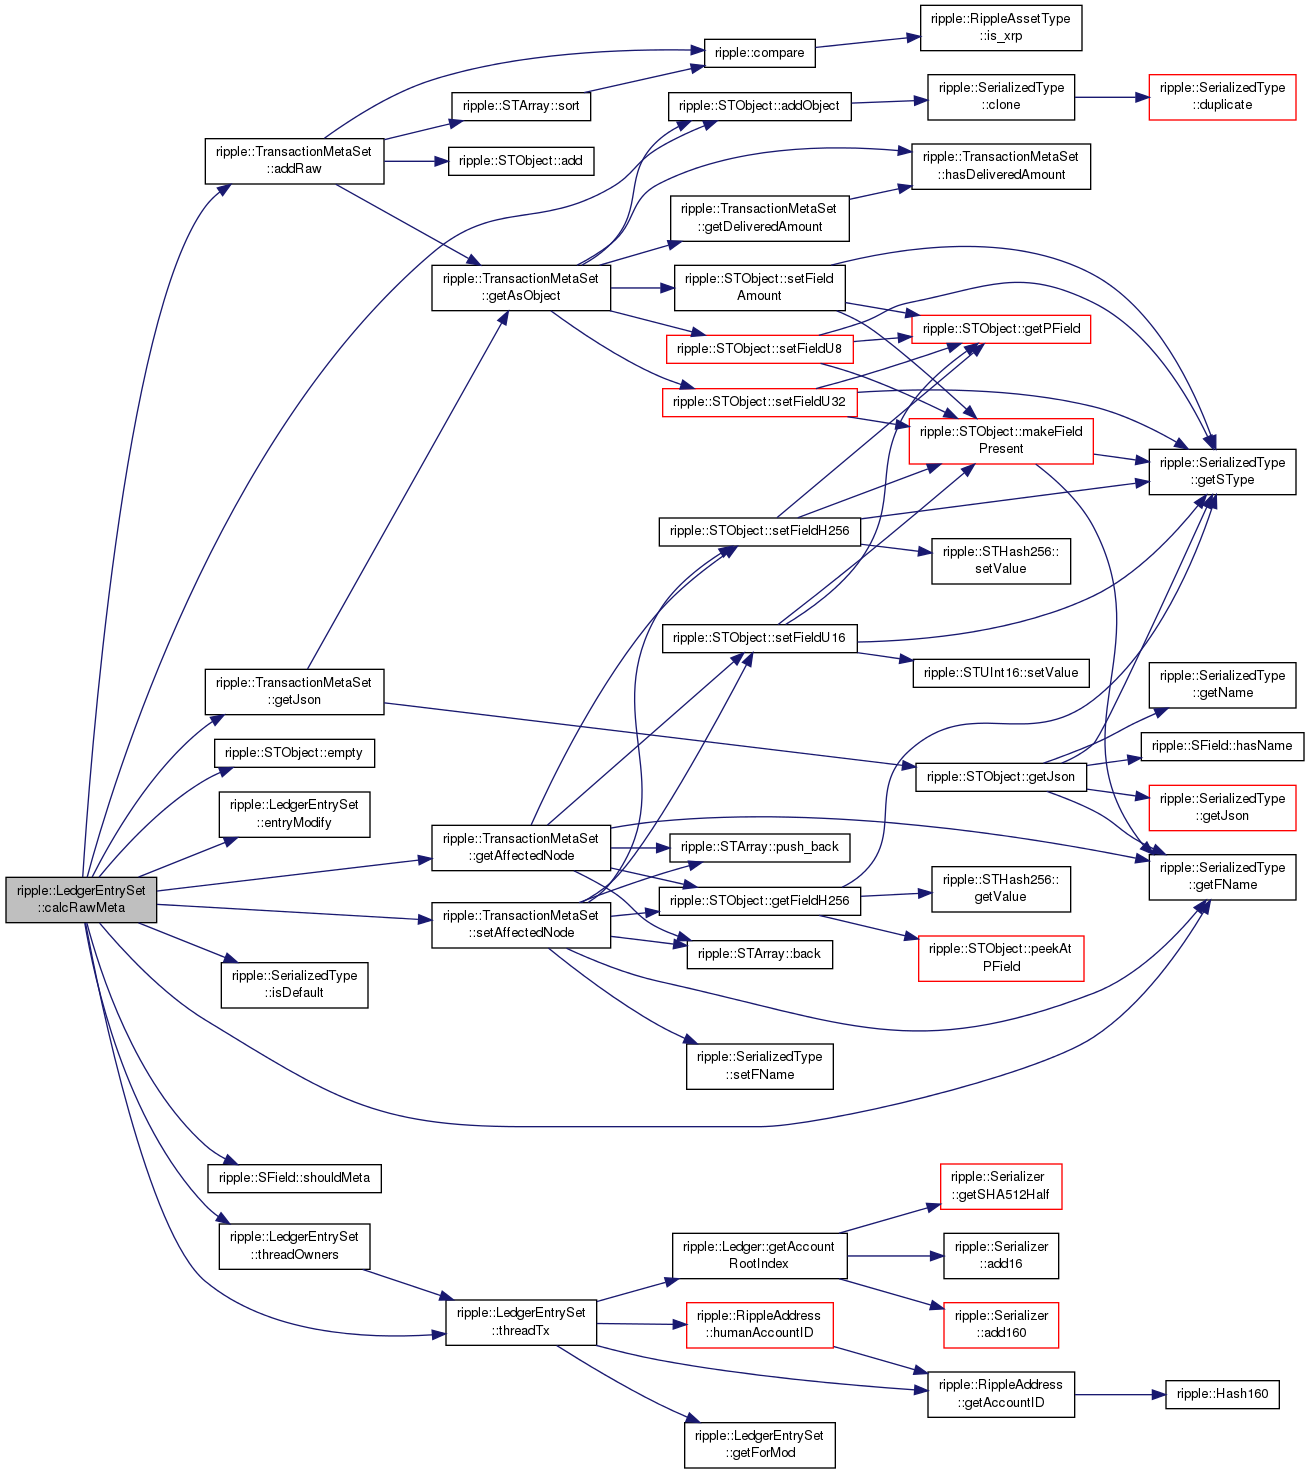 ripple::RippleAssetType
::is_xrp
ripple::compare
ripple::STArray::sort
ripple::STObject::addObject
ripple::SerializedType
::clone
ripple::SerializedType
::duplicate
ripple::TransactionMetaSet
::addRaw
ripple::STObject::add
ripple::TransactionMetaSet
::hasDeliveredAmount
ripple::TransactionMetaSet
::getDeliveredAmount
ripple::TransactionMetaSet
::getAsObject
ripple::STObject::setField
Amount
ripple::STObject::getPField
ripple::STObject::setFieldU8
ripple::STObject::setFieldU32
ripple::STObject::makeField
Present
ripple::SerializedType
::getSType
ripple::STObject::setFieldH256
ripple::STHash256::
setValue
ripple::STObject::setFieldU16
ripple::STUInt16::setValue
ripple::TransactionMetaSet
::getJson
ripple::SerializedType
::getName
ripple::STObject::empty
ripple::SField::hasName
ripple::STObject::getJson
ripple::LedgerEntrySet
::entryModify
ripple::SerializedType
::getJson
ripple::TransactionMetaSet
::getAffectedNode
ripple::STArray::push_back
ripple::SerializedType
::getFName
ripple::LedgerEntrySet
::calcRawMeta
ripple::STObject::getFieldH256
ripple::STHash256::
getValue
ripple::TransactionMetaSet
::setAffectedNode
ripple::STArray::back
ripple::STObject::peekAt
PField
ripple::SerializedType
::isDefault
ripple::SerializedType
::setFName
ripple::SField::shouldMeta
ripple::Serializer
::getSHA512Half
ripple::LedgerEntrySet
::threadOwners
ripple::Ledger::getAccount
RootIndex
ripple::Serializer
::add16
ripple::LedgerEntrySet
::threadTx
ripple::RippleAddress
::humanAccountID
ripple::Serializer
::add160
ripple::RippleAddress
::getAccountID
ripple::Hash160
ripple::LedgerEntrySet
::getForMod